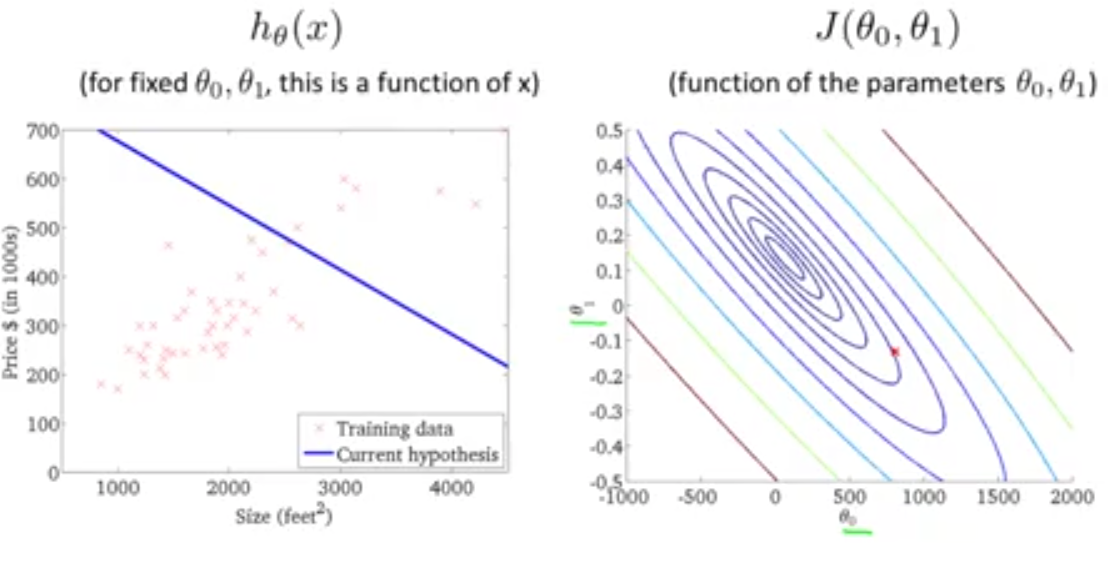 hθ(x)
(for fixed θ₀, θ₁, this is a function of x)
700
600
500
400
300
200
100
0
Price $ (in 1000s)
1000 2000 3000 4000
Size (feet²)
Training data
Current hypothesis
J(θ₀, θ₁)
(function of the parameters θ₀, θ₁)
0.5
0.4
0.3
0.2
0.1
0
-0.1
-0.2
-0.3
-0.4
-0.5
θ₁
-1000 -500 0 500 1000 1500 2000
θ₀